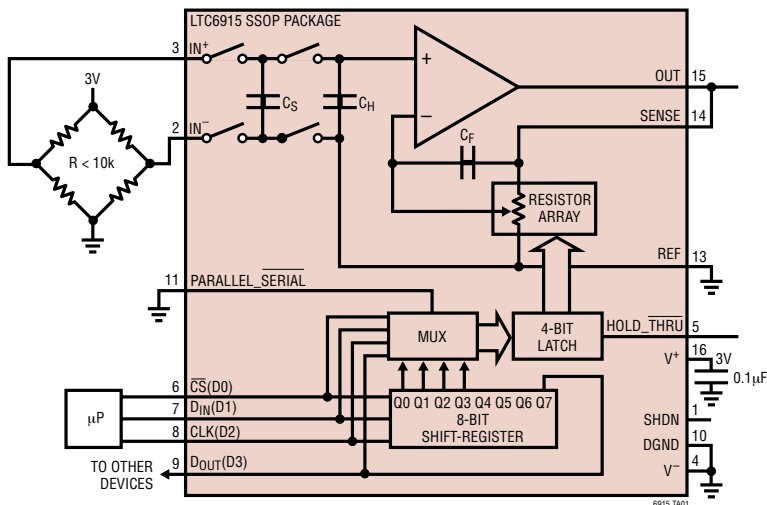 LTC6915 SSOP PACKAGE
3
IN+
3V
R < 10k
2
IN–
CS
CH
+
–
CF
OUT
15
SENSE
14
RESISTOR
ARRAY
REF
13
11
PARALLEL_SERIAL
MUX
4-BIT
LATCH
HOLD_THRU
5
V+
16
3V
0.1µF
µP
6
CS(D0)
7
DIN(D1)
8
CLK(D2)
9
DOUT(D3)
TO OTHER
DEVICES
Q0 Q1 Q2 Q3 Q4 Q5 Q6 Q7
8-BIT
SHIFT-REGISTER
SHDN
1
DGND
10
V–
4
6915 TA01